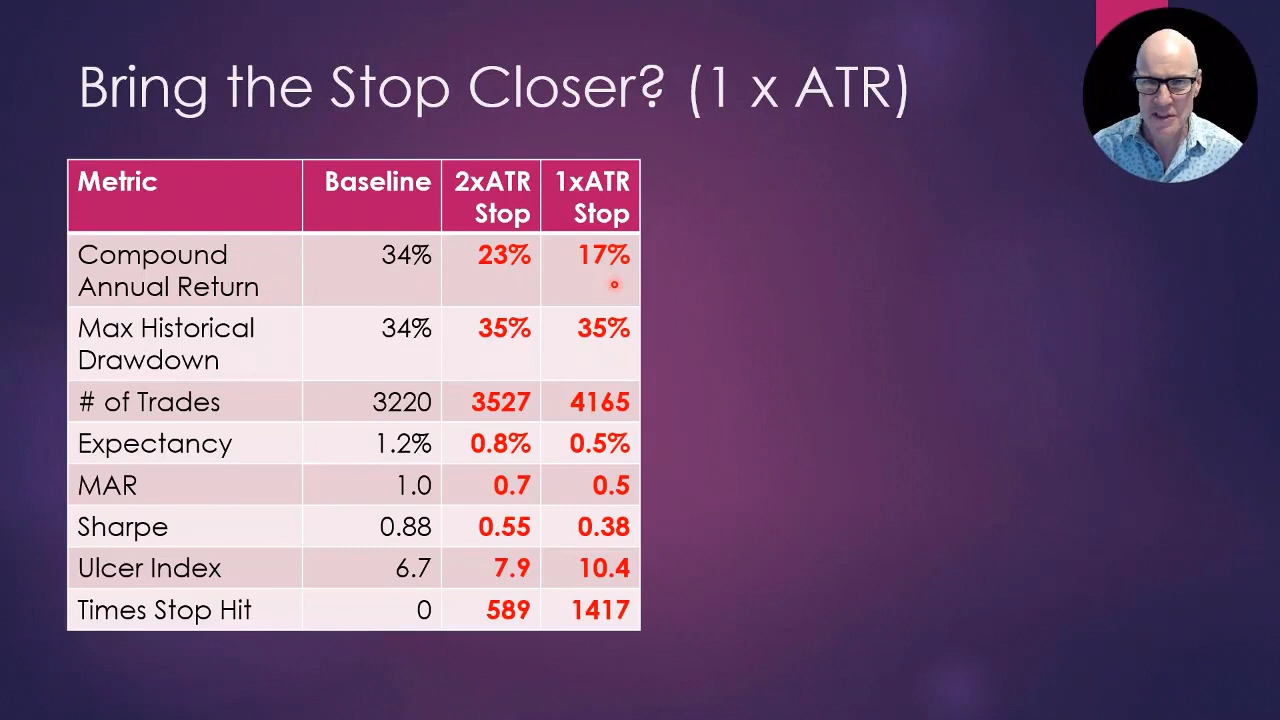 Bring the Stop Closer? (1 x ATR)
Metric Baseline 2xATR Stop 1xATR Stop
Compound Annual Return 34% 23% 17%
Max Historical Drawdown 34% 35% 35%
# of Trades 3220 3527 4165
Expectancy 1.2% 0.8% 0.5%
MAR 1.0 0.7 0.5
Sharpe 0.88 0.55 0.38
Ulcer Index 6.7 7.9 10.4
Times Stop Hit 0 589 1417